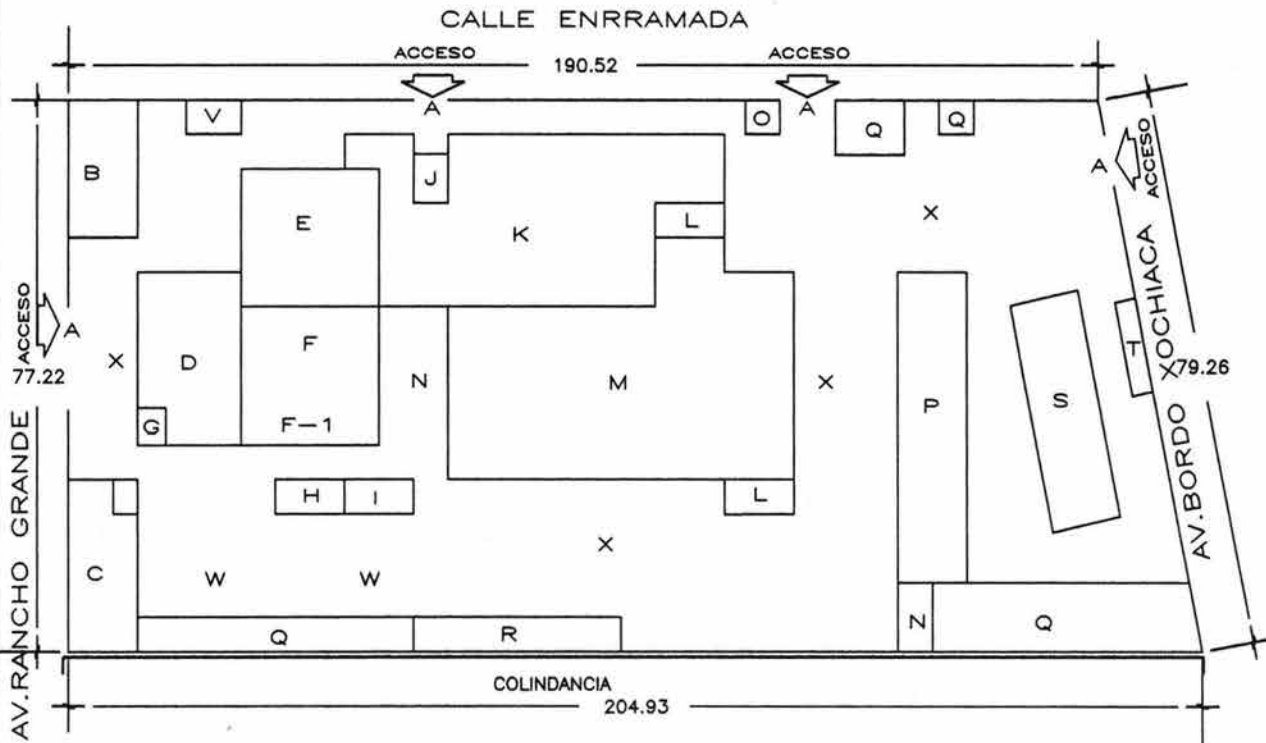 CALLE ENRRAMADA
ACCESO ACCESO
190.52
V A O A Q Q
B J A ACCESO
E K L X
ACCESO A
X D F N M X P S T
77.22 X79.26
G F-1
AV.RANCHO GRANDE
AV.BORDO XOCHIACA
H I L
X
C W W
Q R N Q
COLINDANCIA
204.93